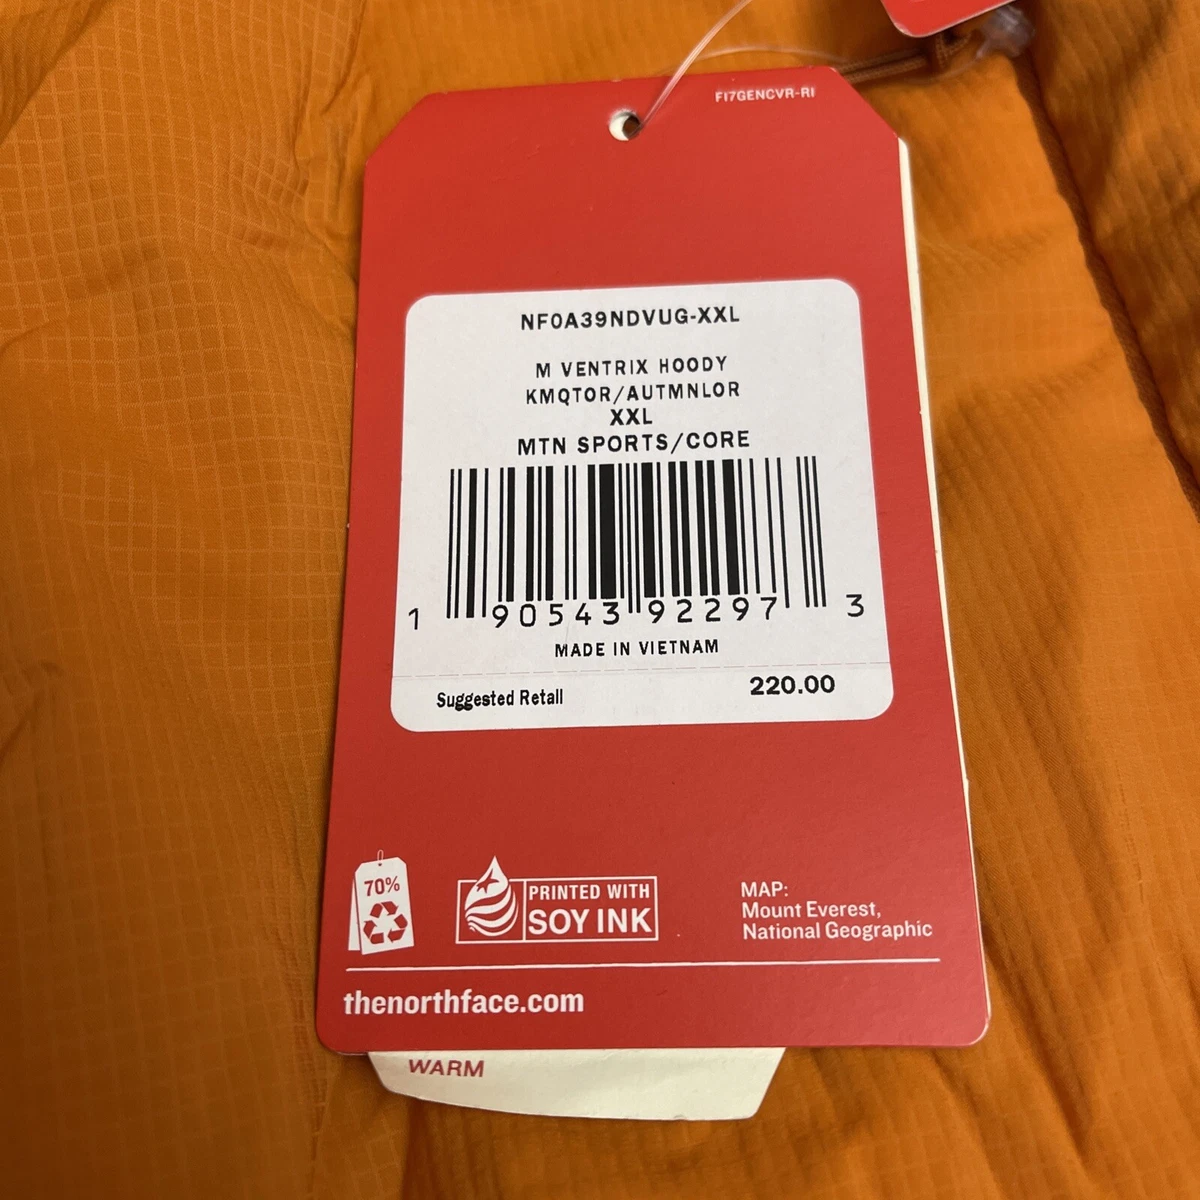 F17GENCVR-R1
NF0A39NDVUG-XXL
M VENTRIX HOODY
KMQTOR/AUTMNLOR
XXL
MTN SPORTS/CORE
1 90543 92297 3
MADE IN VIETNAM
Suggested Retail 220.00
70%
PRINTED WITH
SOY INK
MAP:
Mount Everest,
National Geographic
thenorthface.com
WARM